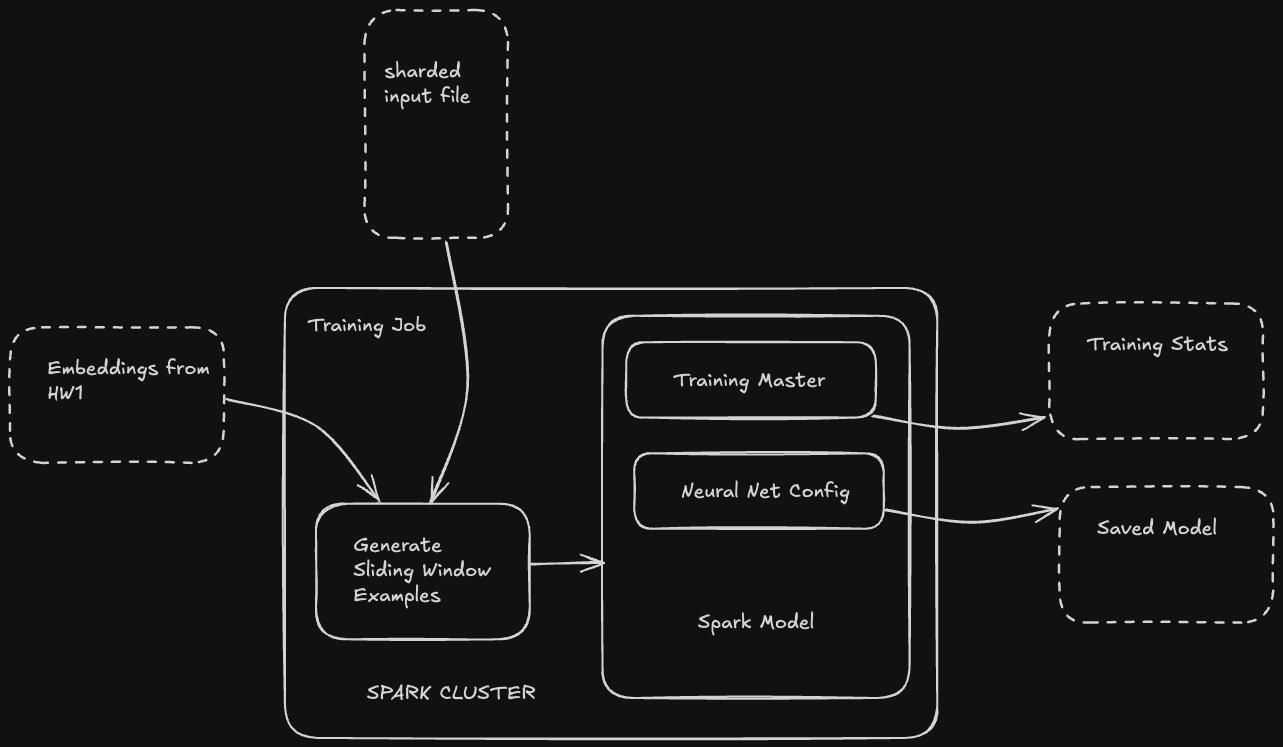 sharded
input file
Training Job
Embeddings from
HW1
Training Master
Training Stats
Neural Net Config
Saved Model
Generate
Sliding Window
Examples
Spark Model
SPARK CLUSTER